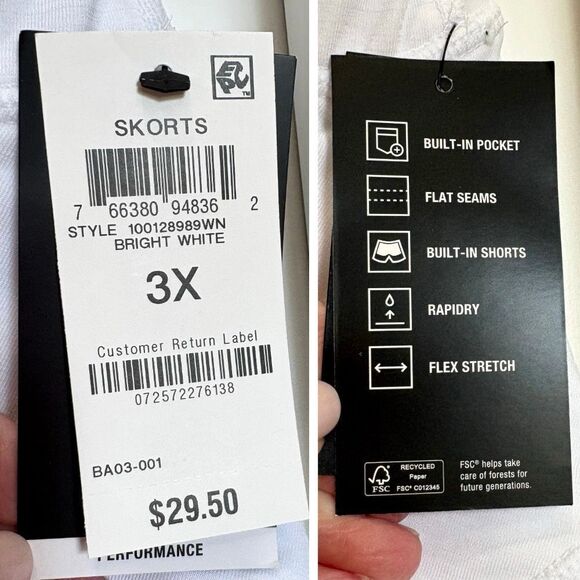 EPC™
SKORTS
7 66380 94836 2
STYLE 100128989WN
BRIGHT WHITE
3X
Customer Return Label
072572276138
BA03-001
$29.50
PERFORMANCE
BUILT-IN POCKET
FLAT SEAMS
BUILT-IN SHORTS
RAPIDRY
FLEX STRETCH
FSC
RECYCLED
Paper
FSC® C012345
FSC® helps take
care of forests for
future generations.